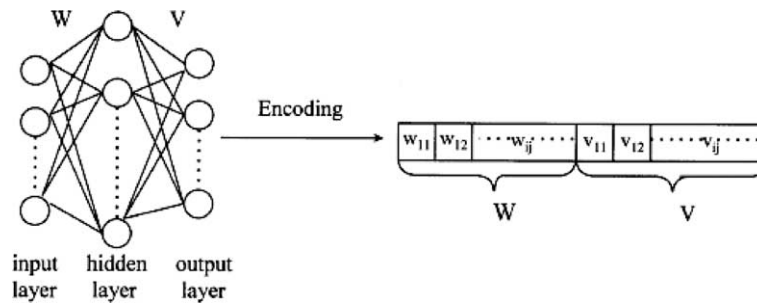 W V
Encoding
w11 w12 wij v11 v12 vij
W V
input hidden output
layer layer layer